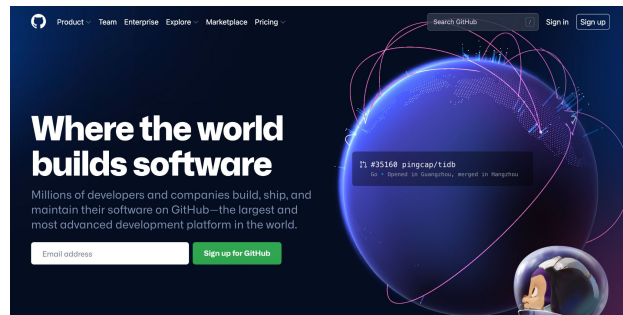 Product Team Enterprise Explore Marketplace Pricing Search GitHub / Sign in Sign up
Where the world
builds software
Millions of developers and companies build, ship, and
maintain their software on GitHub—the largest and
most advanced development platform in the world.
Email address Sign up for GitHub
#35160 pingcap/tidb
Go • Opened in Guangzhou, merged in Hangzhou